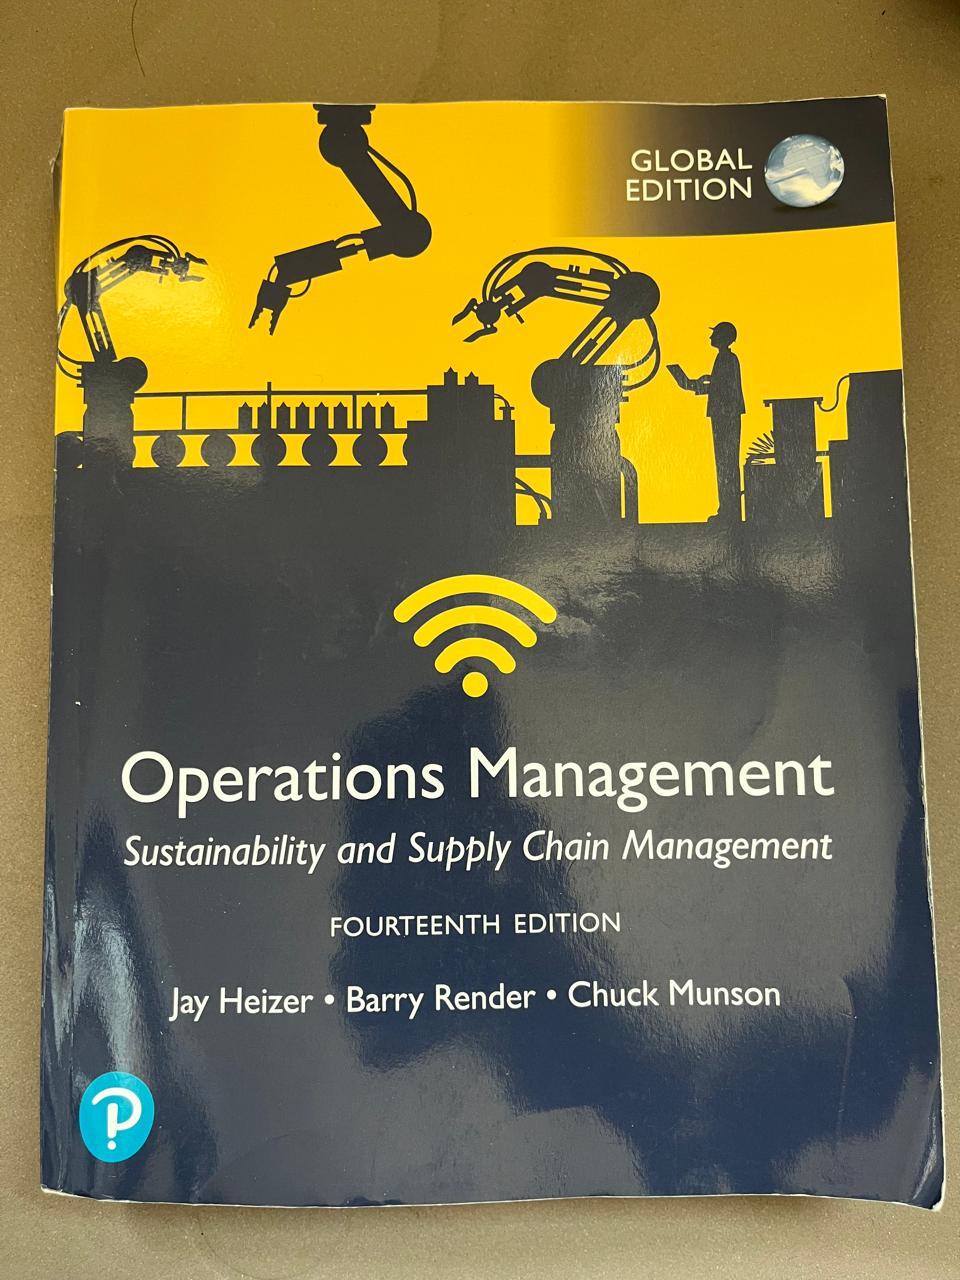 GLOBAL
EDITION
Operations Management
Sustainability and Supply Chain Management
FOURTEENTH EDITION
Jay Heizer • Barry Render • Chuck Munson
P